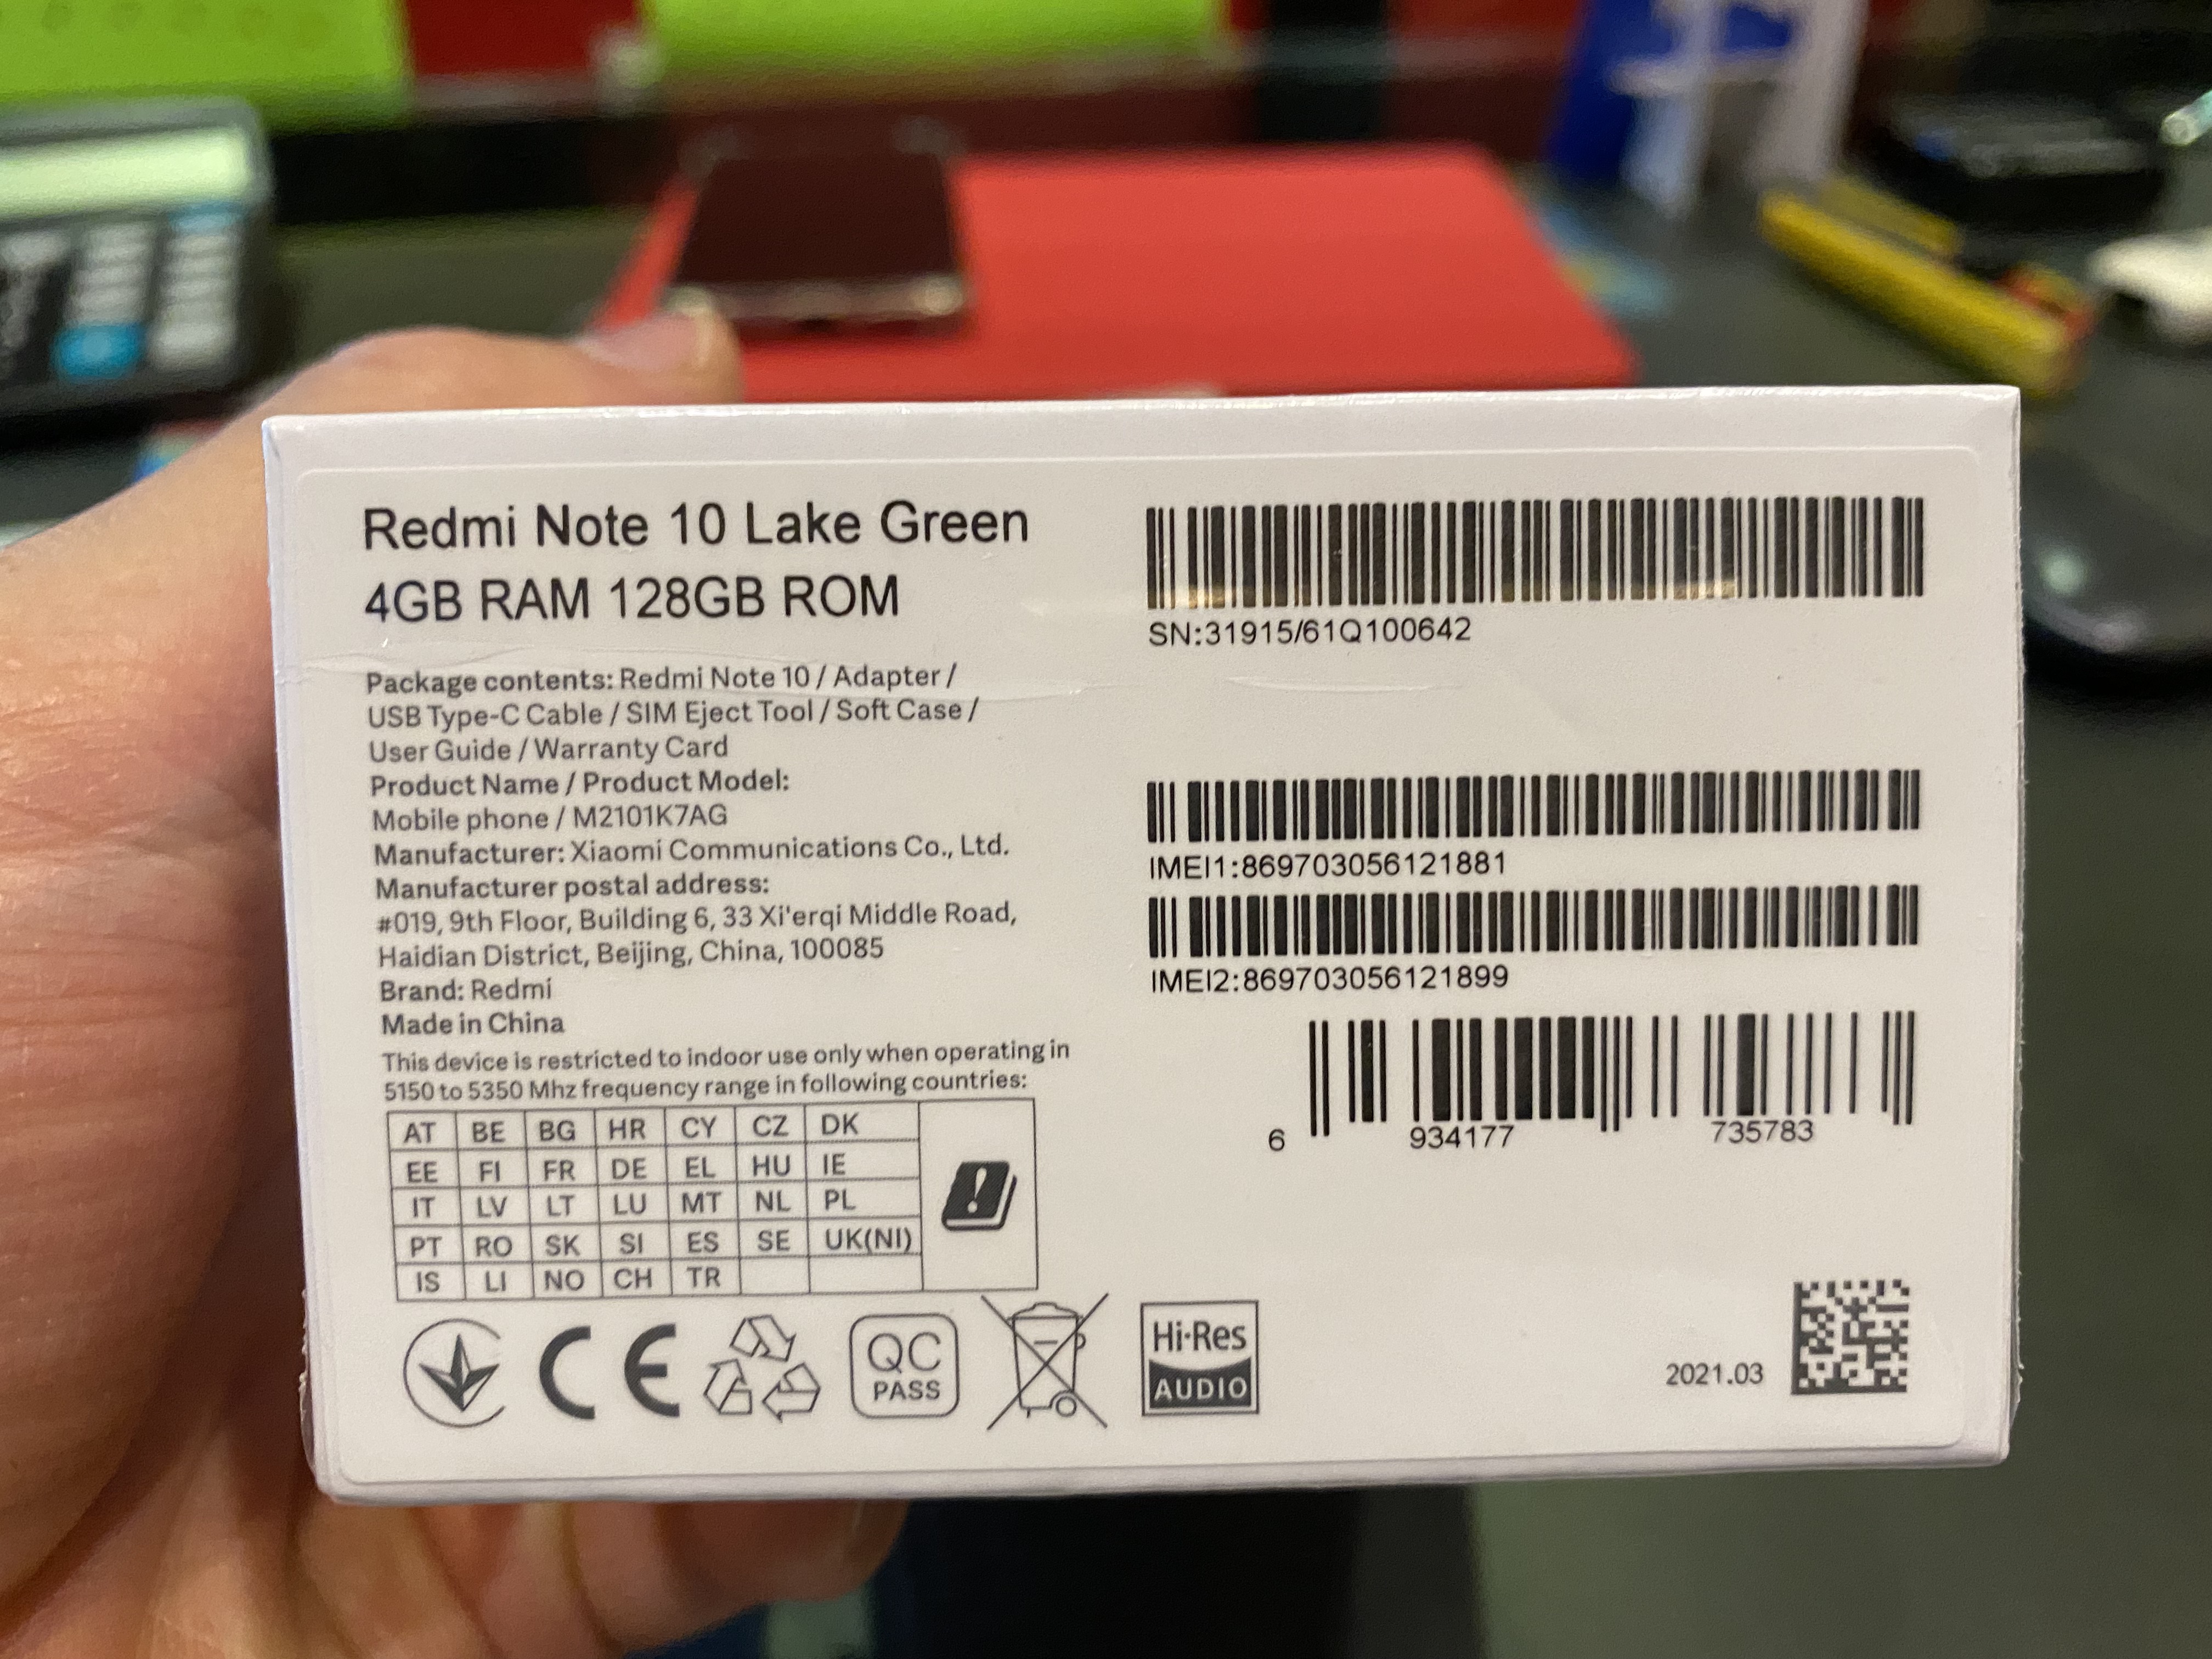 Redmi Note 10 Lake Green
4GB RAM 128GB ROM
Package contents: Redmi Note 10 / Adapter /
USB Type-C Cable / SIM Eject Tool / Soft Case /
User Guide / Warranty Card
Product Name / Product Model:
Mobile phone / M2101K7AG
Manufacturer: Xiaomi Communications Co., Ltd.
Manufacturer postal address:
#019, 9th Floor, Building 6, 33 Xi'erqi Middle Road,
Haidian District, Beijing, China, 100085
Brand: Redmi
Made in China
This device is restricted to indoor use only when operating in
5150 to 5350 Mhz frequency range in following countries:
AT BE BG HR CY CZ DK
EE FI FR DE EL HU IE
IT LV LT LU MT NL PL
PT RO SK SI ES SE UK(NI)
IS LI NO CH TR
CE
QC
PASS
Hi-Res
AUDIO
SN:31915/61Q100642
IMEI1:869703056121881
IMEI2:869703056121899
6 934177 735783
2021.03